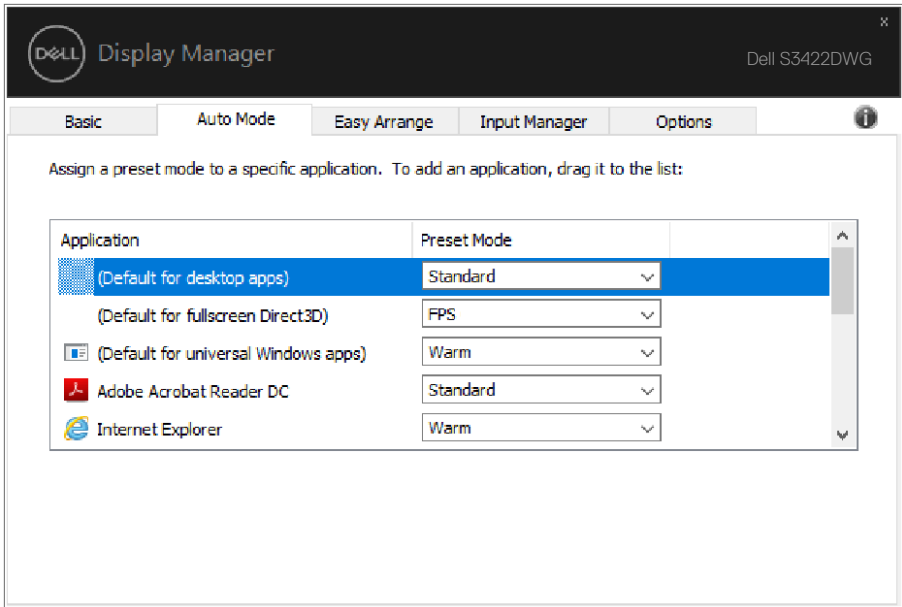 x
DELL Display Manager
Dell S3422DWG
Basic Auto Mode Easy Arrange Input Manager Options
Assign a preset mode to a specific application. To add an application, drag it to the list:
Application Preset Mode
(Default for desktop apps) Standard
(Default for fullscreen Direct3D) FPS
(Default for universal Windows apps) Warm
Adobe Acrobat Reader DC Standard
Internet Explorer Warm